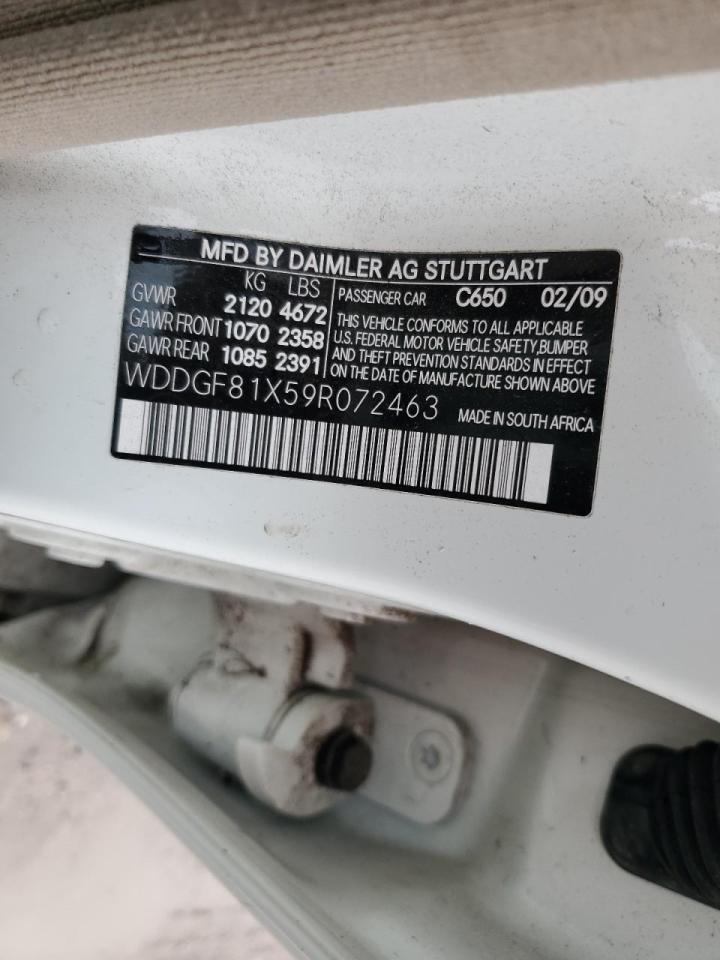 MFD BY DAIMLER AG STUTTGART
KG LBS
GVWR 2120 4672
GAWR FRONT 1070 2358
GAWR REAR 1085 2391
PASSENGER CAR C650 02/09
THIS VEHICLE CONFORMS TO ALL APPLICABLE
U.S. FEDERAL MOTOR VEHICLE SAFETY, BUMPER
AND THEFT PREVENTION STANDARDS IN EFFECT
ON THE DATE OF MANUFACTURE SHOWN ABOVE
WDDGF81X59R072463 MADE IN SOUTH AFRICA